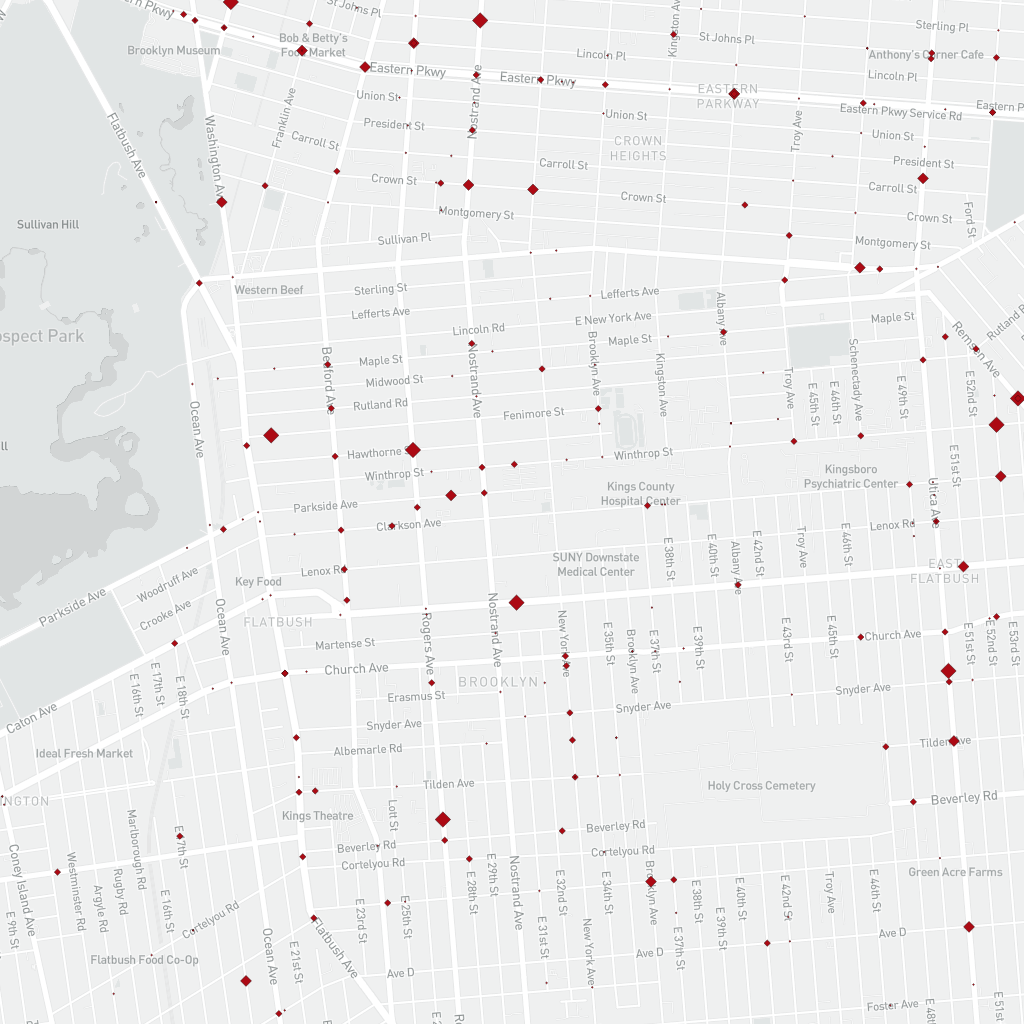 St Johns Pl
Eastern Pkwy
Sterling Pl
Bob & Betty's
Food Market
Brooklyn Museum
St Johns Pl
Kingston Ave
Lincoln Pl
Anthony's Corner Cafe
Lincoln Pl
Eastern Pkwy
Eastern Pkwy
EASTERN
PARKWAY
Union St
Eastern Pkwy Service Rd
Eastern P
Franklin Ave
Nostrand Ave
Union St
Flatbush Ave
Washington Ave
President St
Troy Ave
Union St
Carroll St
CROWN
HEIGHTS
President St
Carroll St
Crown St
Carroll St
Crown St
Crown St
Montgomery St
Ford St
Sullivan Hill
Sullivan Pl
Montgomery St
Western Beef
Sterling St
Lefferts Ave
Lefferts Ave
E New York Ave
Albany Ave
Maple St
Rutland R
ospect Park
Lincoln Rd
Maple St
Remsen Ave
Maple St
Midwood St
Bedford Ave
Brooklyn Ave
Kingston Ave
Schenectady Ave
Nostrand Ave
Troy Ave
E 45th St
E 46th St
E 49th St
E 52nd St
Rutland Rd
Fenimore St
Ocean Ave
ll
Hawthorne St
Winthrop St
Winthrop St
E 51st St
Kingsboro
Psychiatric Center
Kings County
Hospital Center
Utica Ave
Parkside Ave
Clarkson Ave
Lenox Rd
E 38th St
E 40th St
Albany Ave
E 42nd St
Troy Ave
E 46th St
SUNY Downstate
Medical Center
EAST
FLATBUSH
Lenox Rd
Woodruff Ave
Key Food
Parkside Ave
Crooke Ave
FLATBUSH
Ocean Ave
Rogers Ave
Nostrand Ave
New York Ave
E 35th St
Brooklyn Ave
E 37th St
E 39th St
E 43rd St
E 45th St
Church Ave
E 51st St
E 52nd St
E 53rd St
Martense St
Church Ave
BROOKLYN
E 16th St
E 17th St
E 18th St
Erasmus St
Snyder Ave
Snyder Ave
Caton Ave
Snyder Ave
Albemarle Rd
Tilden Ave
Ideal Fresh Market
Tilden Ave
Holy Cross Cemetery
Beverley Rd
INGTON
Lott St
Kings Theatre
Beverley Rd
Marlborough Rd
E 17th St
Beverley Rd
Cortelyou Rd
Cortelyou Rd
Coney Island Ave
Westminster Rd
Argyle Rd
Rugby Rd
E 16th St
Green Acre Farms
E 9th St
Cortelyou Rd
E 23rd St
E 25th St
E 28th St
E 29th St
Nostrand Ave
E 32nd St
E 34th St
Brooklyn Ave
E 38th St
E 39th St
E 40th St
E 42nd St
Troy Ave
E 46th St
Ave D
Flatbush Food Co-Op
Ocean Ave
E 21st St
Flatbush Ave
E 31st St
New York Ave
E 37th St
Ave D
Foster Ave
E 48t
E 51st
E 2
Ro